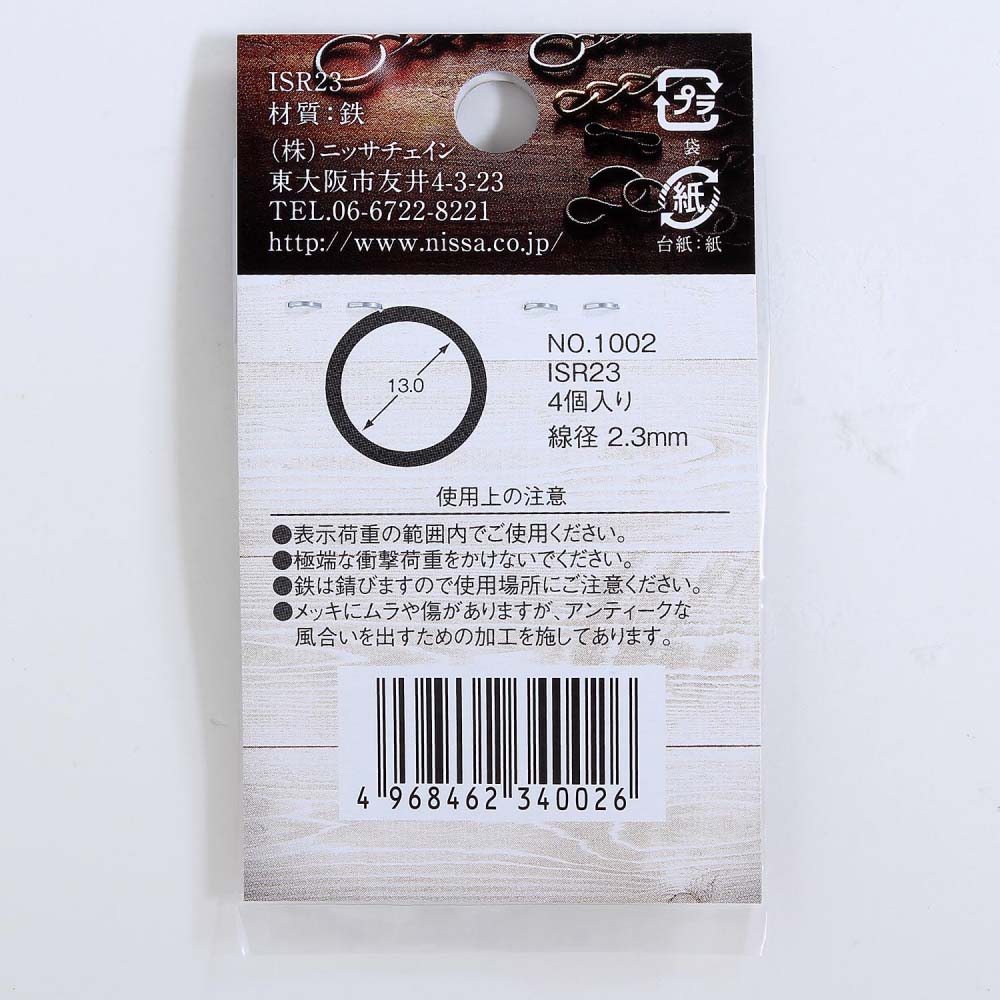 ISR23
材質：鉄
（株）ニッサチェイン
東大阪市友井4-3-23
TEL.06-6722-8221
http://www.nissa.co.jp/
プラ
袋
紙
台紙：紙
13.0
NO.1002
ISR23
4個入り
線径 2.3mm
使用上の注意
●表示荷重の範囲内でご使用ください。
●極端な衝撃荷重をかけないでください。
●鉄は錆びますので使用場所にご注意ください。
●メッキにムラや傷がありますが、アンティークな
風合いを出すための加工を施してあります。
4 968462 340026